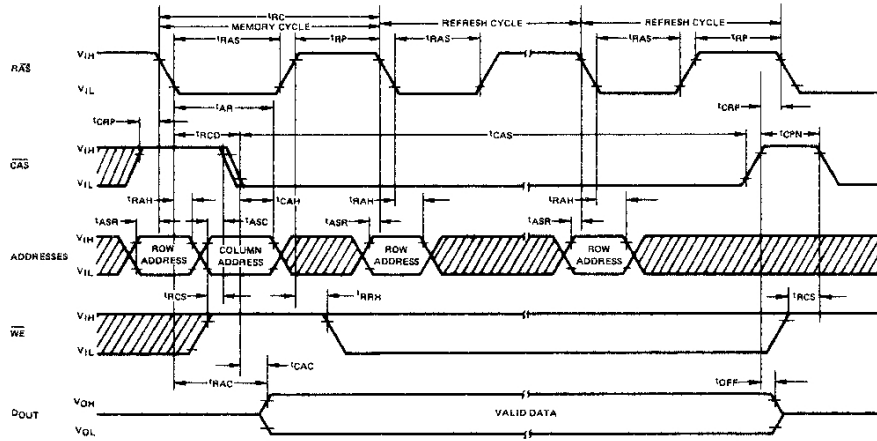 tRC
MEMORY CYCLE REFRESH CYCLE REFRESH CYCLE
tRAS tRP tRAS tRAS tRP
RAS VIH
VIL
tAR tCRP
tCRP tRCD tCAS tCPN
CAS VIH
VIL
tRAH tCAH tRAH tRAH
tASR tASC tASR tASR
ADDRESSES VIH
VIL
ROW ADDRESS COLUMN ADDRESS ROW ADDRESS ROW ADDRESS
tRCS tRRH tRCS
WE VIH
VIL
tCAC
tRAC tOFF
DOUT VOH
VOL
VALID DATA